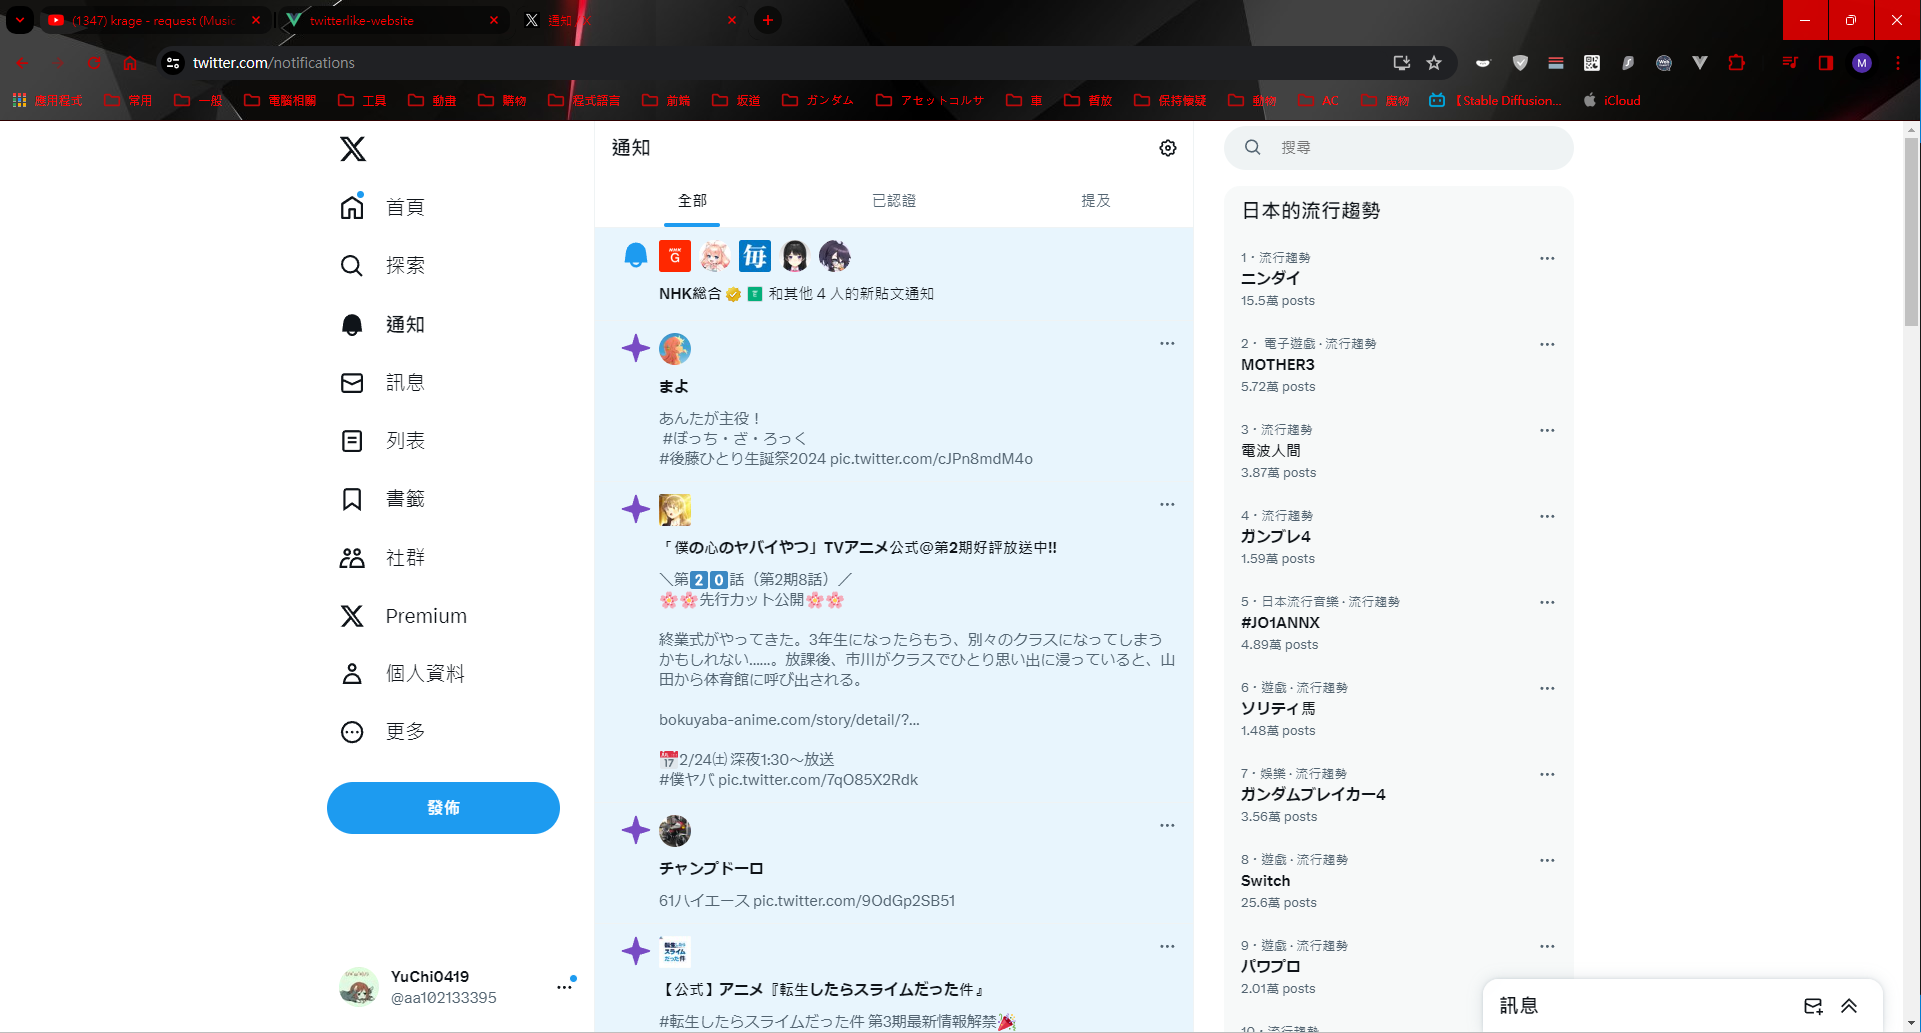 (1347) krage - request (Music
twitterlike-website
通知 / X
twitter.com/notifications
應用程式
常用
一般
電腦相關
工具
動畫
購物
程式語言
前端
坂道
ガンダム
アセットコルサ
車
暫放
保持懷疑
動物
AC
魔物
【Stable Diffusion...
iCloud
首頁
探索
通知
訊息
列表
書籤
社群
Premium
個人資料
更多
發佈
YuChi0419
@aa102133395
通知
全部
已認證
提及
NHK
G
毎
NHK総合 和其他 4 人的新貼文通知
まよ
あんたが主役！
#ぼっち・ざ・ろっく
#後藤ひとり生誕祭2024 pic.twitter.com/cJPn8mdM4o
「僕の心のヤバイやつ」TVアニメ公式@第2期好評放送中!!
＼第2️⃣0️⃣話（第2期8話）／
🌸🌸先行カット公開🌸🌸
終業式がやってきた。3年生になったらもう、別々のクラスになってしまう
かもしれない……。放課後、市川がクラスでひとり思い出に浸っていると、山
田から体育館に呼び出される。
bokuyaba-anime.com/story/detail/?...
📅2/24㈯ 深夜1:30～放送
#僕ヤバ pic.twitter.com/7qO85X2Rdk
チャンプドーロ
61ハイエース pic.twitter.com/9OdGp2SB51
転生したら
スライム
だった件
【公式】アニメ『転生したらスライムだった件』
#転生したらスライムだった件 第3期最新情報解禁🎉
搜尋
日本的流行趨勢
1 · 流行趨勢
ニンダイ
15.5萬 posts
2 · 電子遊戲 · 流行趨勢
MOTHER3
5.72萬 posts
3 · 流行趨勢
電波人間
3.87萬 posts
4 · 流行趨勢
ガンブレ4
1.59萬 posts
5 · 日本流行音樂 · 流行趨勢
#JO1ANNX
4.89萬 posts
6 · 遊戲 · 流行趨勢
ソリティ馬
1.48萬 posts
7 · 娛樂 · 流行趨勢
ガンダムブレイカー4
3.56萬 posts
8 · 遊戲 · 流行趨勢
Switch
25.6萬 posts
9 · 遊戲 · 流行趨勢
パワプロ
2.01萬 posts
10 · 流行趨勢
訊息